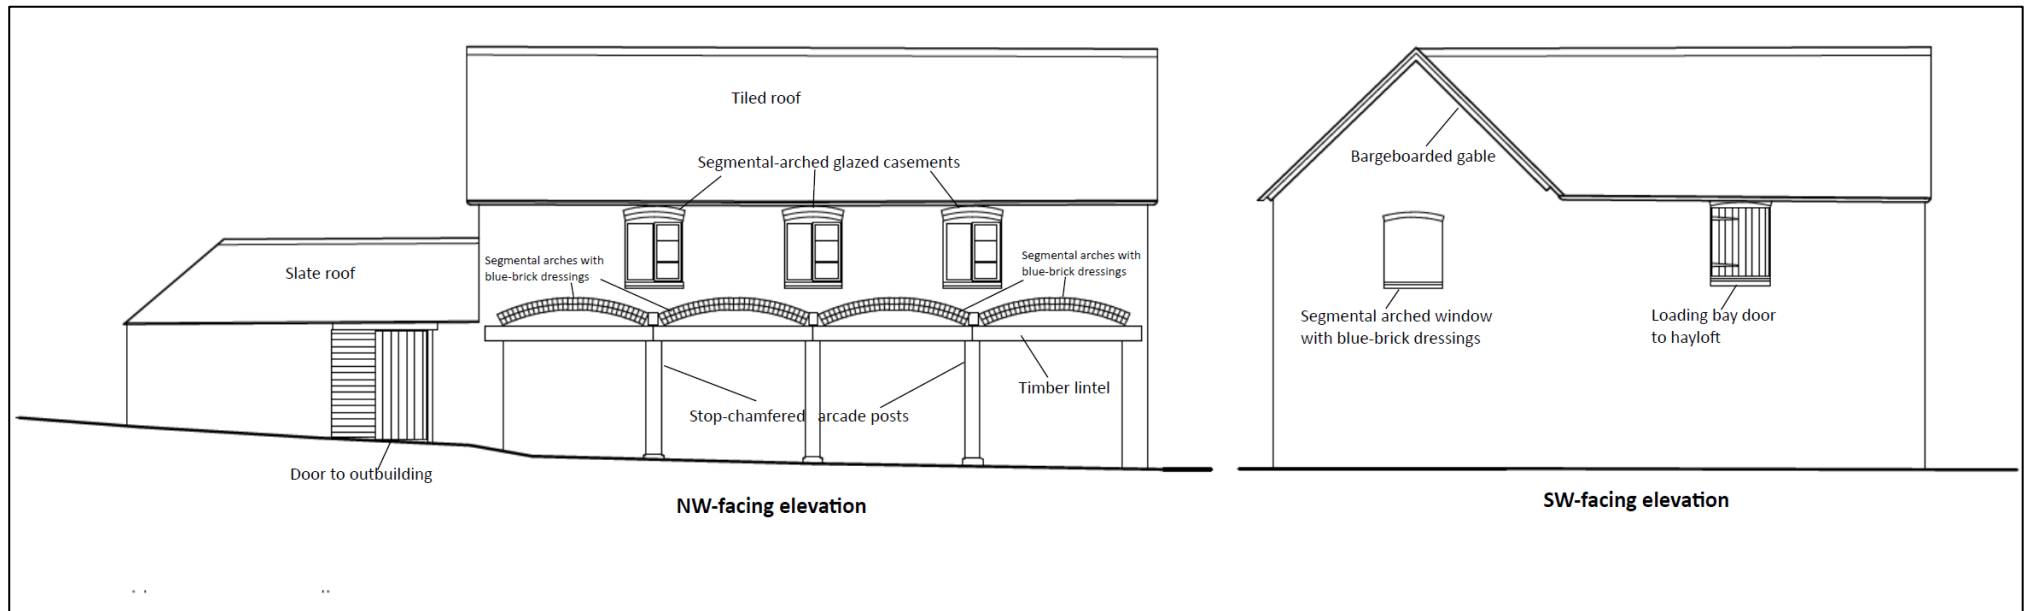 Tiled roof
Segmental-arched glazed casements
Slate roof
Segmental arches with
blue-brick dressings
Segmental arches with
blue-brick dressings
Timber lintel
Stop-chamfered arcade posts
Door to outbuilding
NW-facing elevation
Bargeboarded gable
Segmental arched window
with blue-brick dressings
Loading bay door
to hayloft
SW-facing elevation